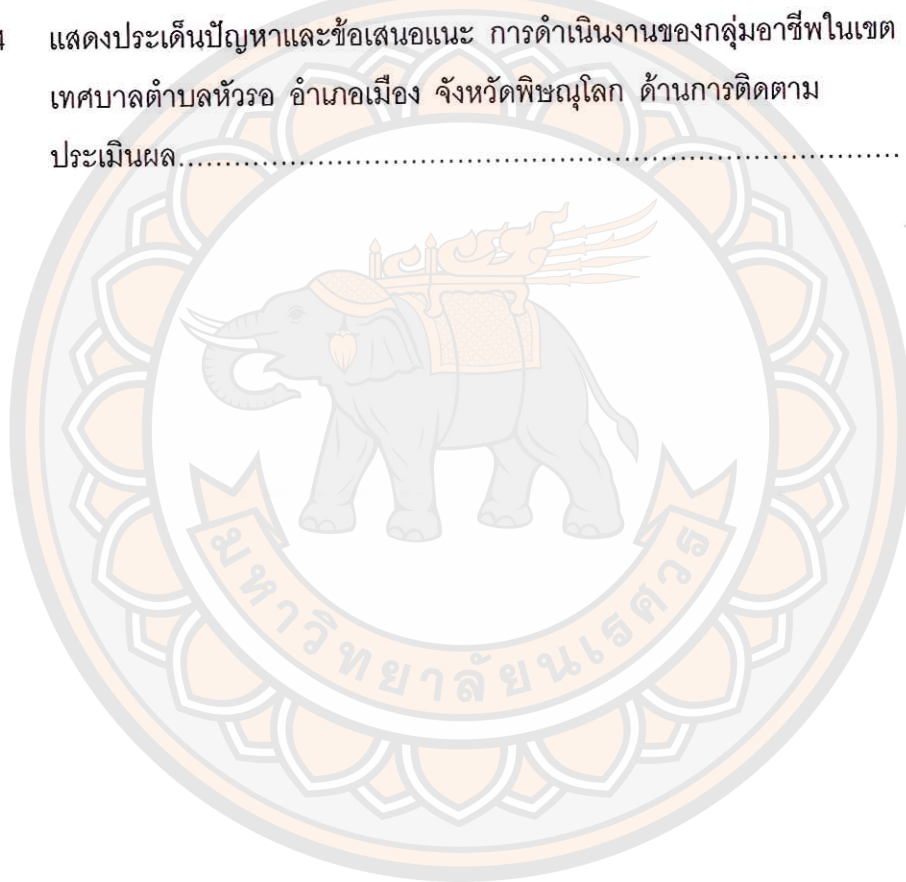 4 แสดงประเด็นปัญหาและข้อเสนอแนะ การดำเนินงานของกลุ่มอาชีพในเขต
เทศบาลตำบลหัวรอ อำเภอเมือง จังหวัดพิษณุโลก ด้านการติดตาม
ประเมินผล........................................................................
มหาวิทยาลัยนเรศวร